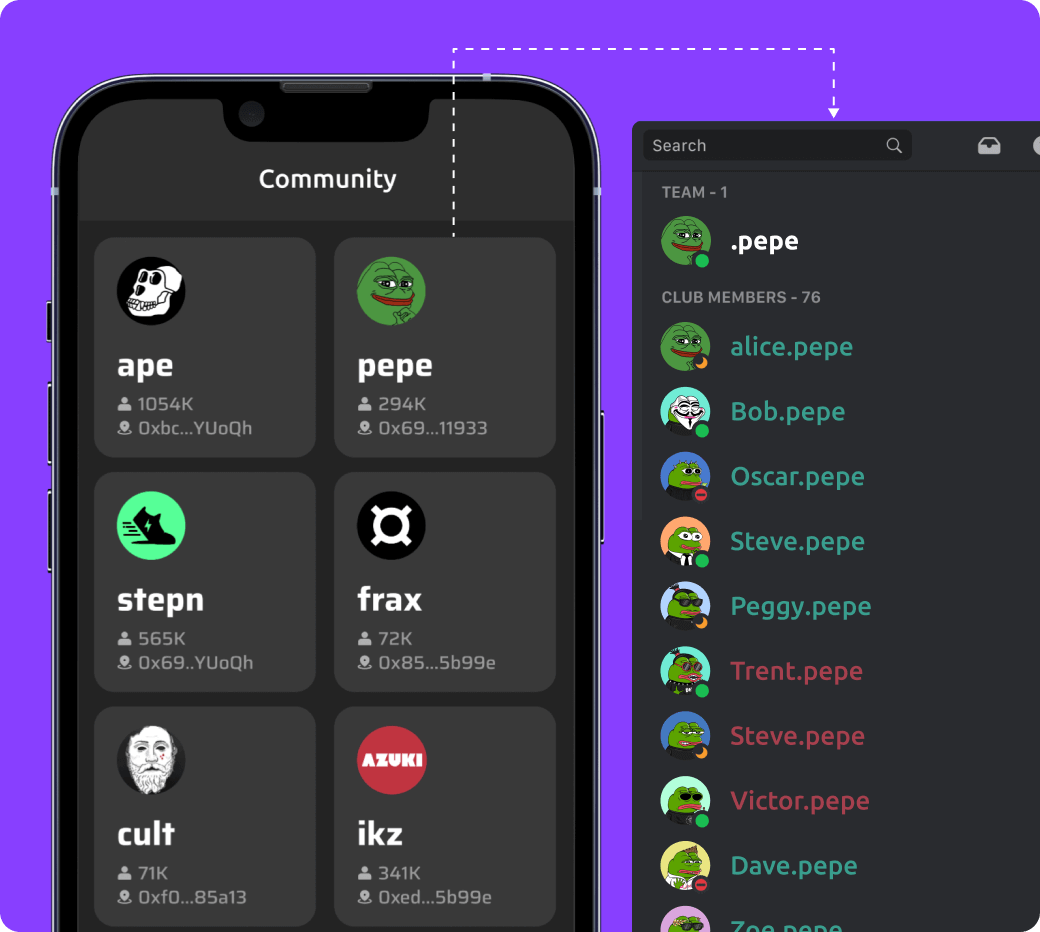 Community
ape
1054K
0xbc...YUoQh
pepe
294K
0x69...11933
stepn
565K
0x69..YUoQh
frax
72K
0x85...5b99e
cult
71K
0xf0...85a13
AZUKI
ikz
341K
0xed...5b99e
Search
TEAM - 1
.pepe
CLUB MEMBERS - 76
alice.pepe
Bob.pepe
Oscar.pepe
Steve.pepe
Peggy.pepe
Trent.pepe
Steve.pepe
Victor.pepe
Dave.pepe
Zoe.pepe